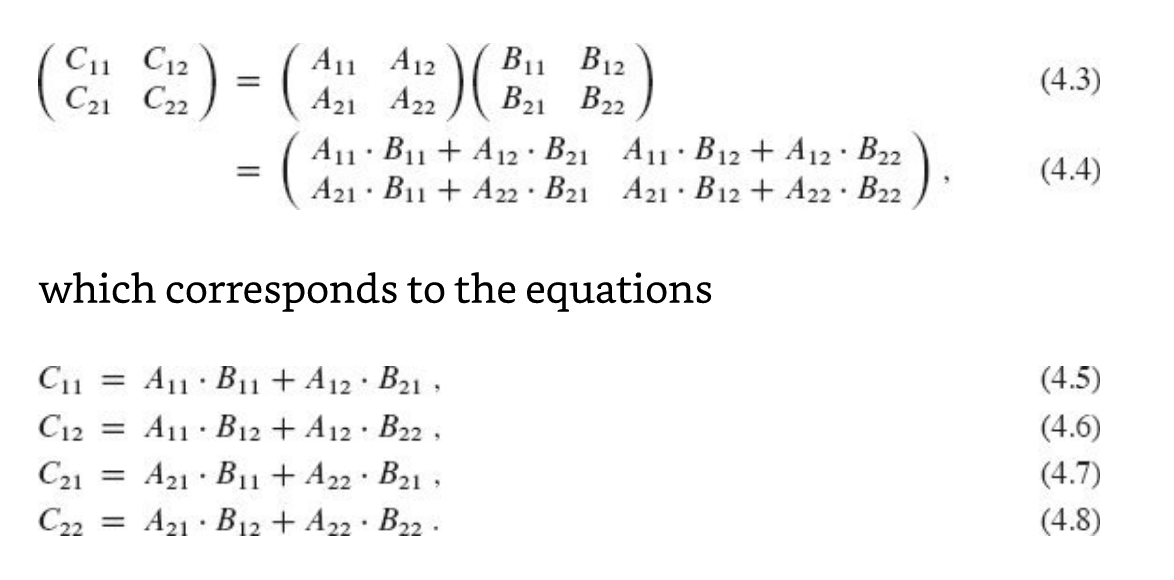 ( C₁₁ C₁₂ ) = ( A₁₁ A₁₂ ) ( B₁₁ B₁₂ ) (4.3)
( C₂₁ C₂₂ ) ( A₂₁ A₂₂ ) ( B₂₁ B₂₂ )
= ( A₁₁ · B₁₁ + A₁₂ · B₂₁ A₁₁ · B₁₂ + A₁₂ · B₂₂ ) , (4.4)
( A₂₁ · B₁₁ + A₂₂ · B₂₁ A₂₁ · B₁₂ + A₂₂ · B₂₂ )
which corresponds to the equations
C₁₁ = A₁₁ · B₁₁ + A₁₂ · B₂₁ , (4.5)
C₁₂ = A₁₁ · B₁₂ + A₁₂ · B₂₂ , (4.6)
C₂₁ = A₂₁ · B₁₁ + A₂₂ · B₂₁ , (4.7)
C₂₂ = A₂₁ · B₁₂ + A₂₂ · B₂₂ . (4.8)